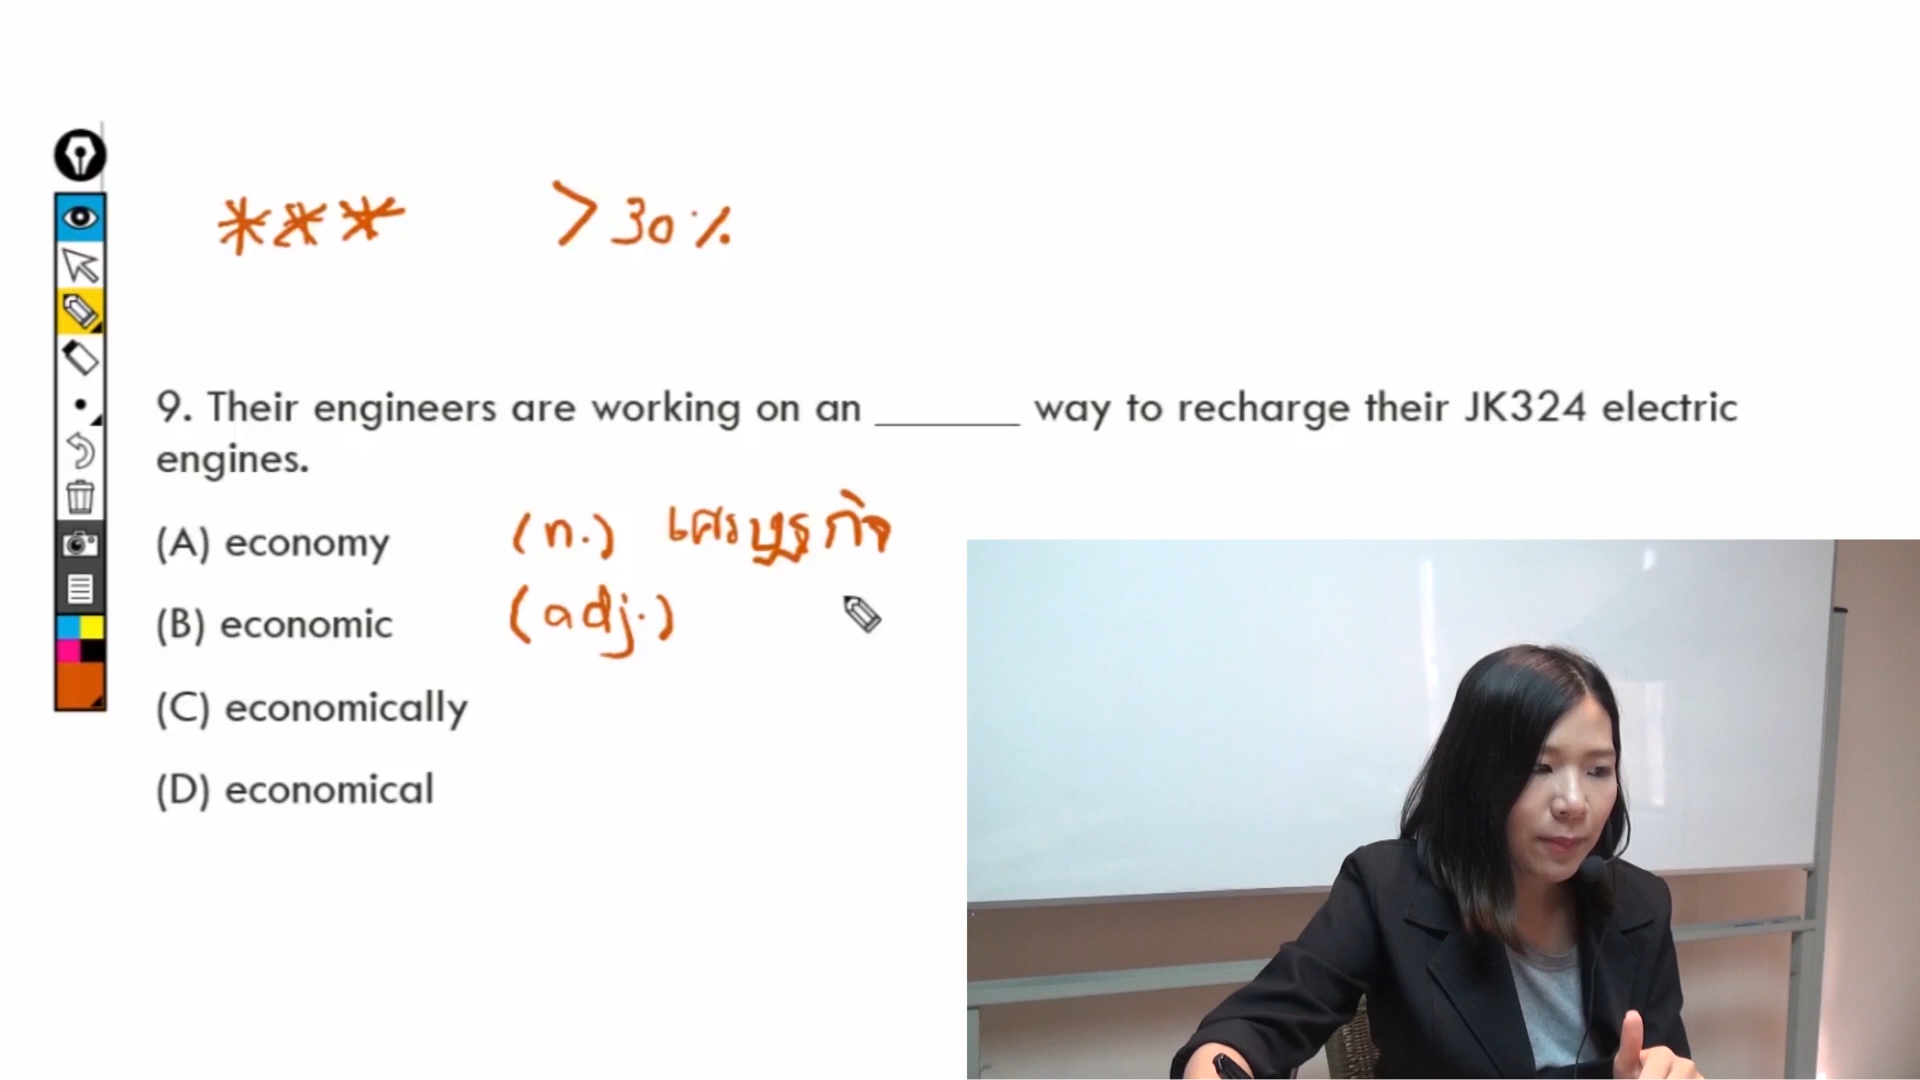 *** >30%
9. Their engineers are working on an ______ way to recharge their JK324 electric
engines.
(A) economy (n.) เศรษฐกิจ
(B) economic (adj.)
(C) economically
(D) economical